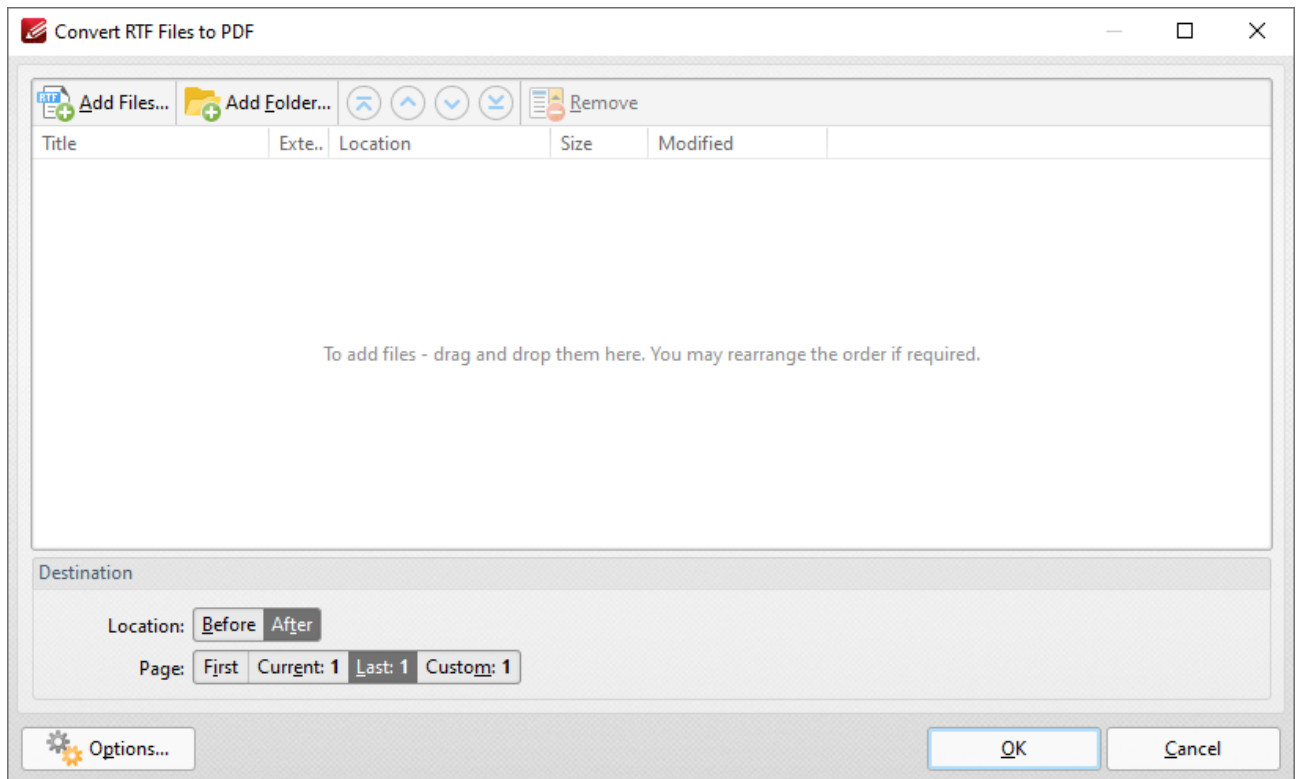 Convert RTF Files to PDF
RTF Add Files... Add Folder... Remove
Title Exte.. Location Size Modified
To add files - drag and drop them here. You may rearrange the order if required.
Destination
Location: Before After
Page: First Current: 1 Last: 1 Custom: 1
Options... OK Cancel